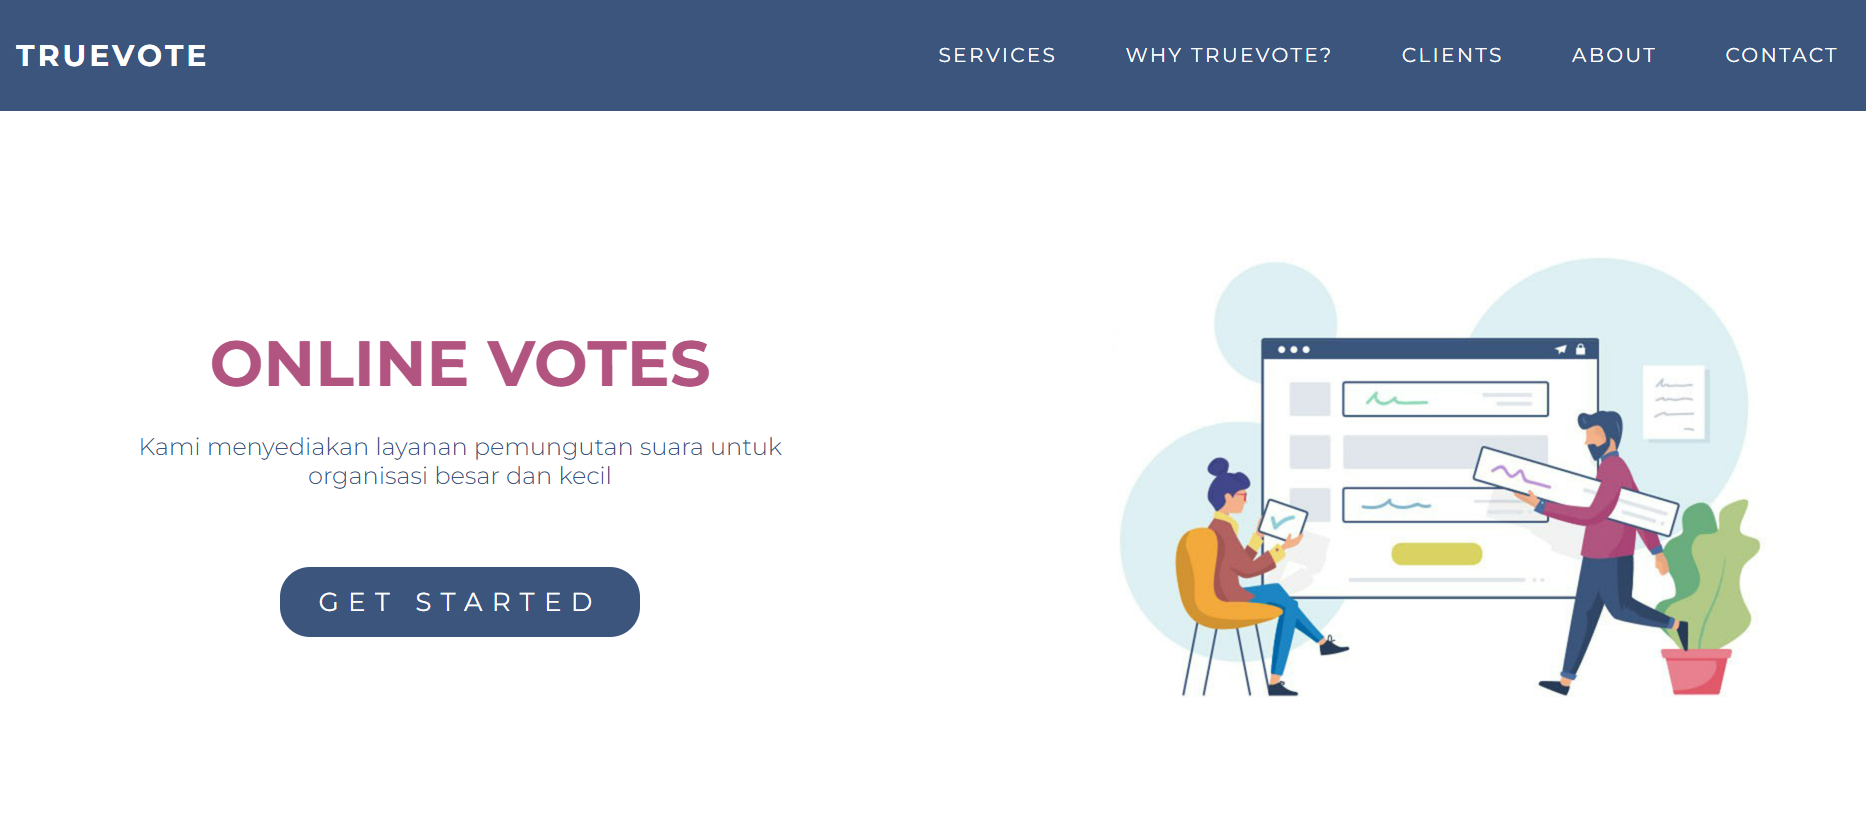 TRUEVOTE
SERVICES
WHY TRUEVOTE?
CLIENTS
ABOUT
CONTACT
ONLINE VOTES
Kami menyediakan layanan pemungutan suara untuk
organisasi besar dan kecil
GET STARTED